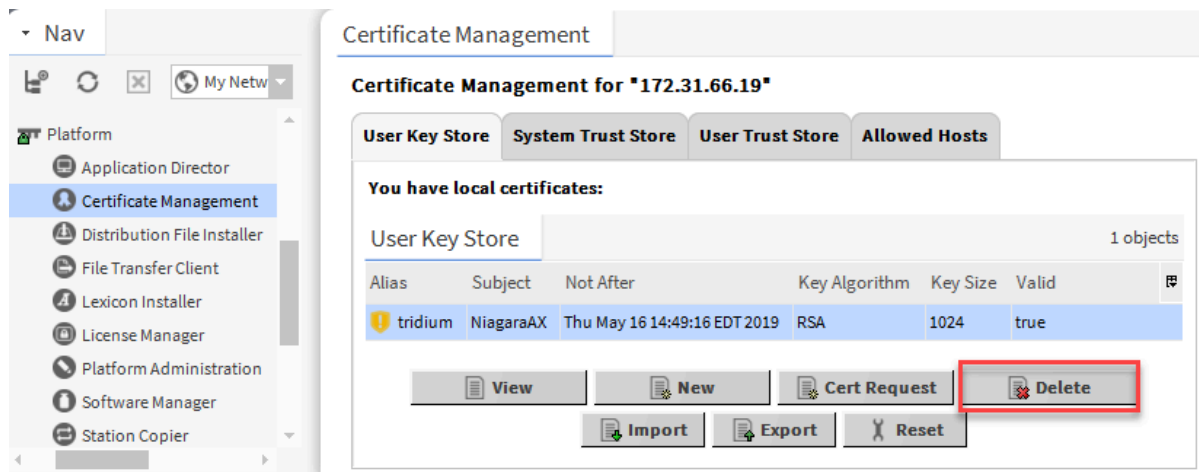 Nav
My Netw
Platform
Application Director
Certificate Management
Distribution File Installer
File Transfer Client
Lexicon Installer
License Manager
Platform Administration
Software Manager
Station Copier
Certificate Management
Certificate Management for "172.31.66.19"
User Key Store System Trust Store User Trust Store Allowed Hosts
You have local certificates:
User Key Store 1 objects
Alias Subject Not After Key Algorithm Key Size Valid
tridium NiagaraAX Thu May 16 14:49:16 EDT 2019 RSA 1024 true
View New Cert Request Delete
Import Export Reset